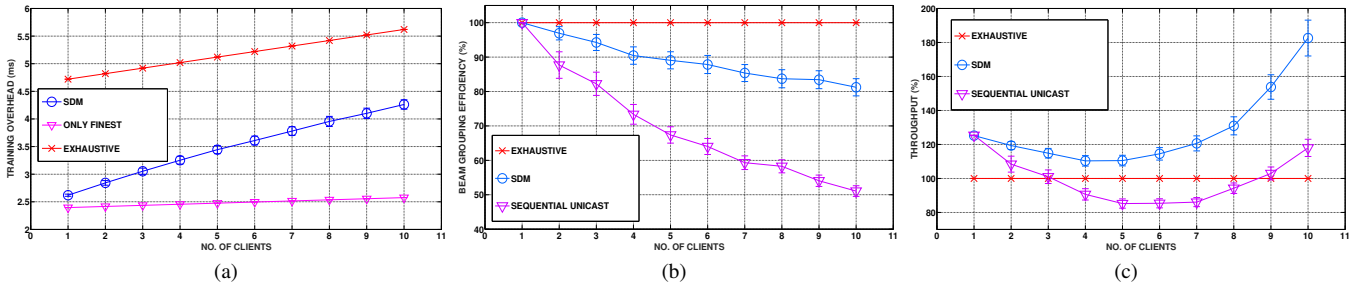 TRAINING OVERHEAD (ms)
6
5.5
5
4.5
4
3.5
3
2.5
2
SDM
ONLY FINEST
EXHAUSTIVE
0 1 2 3 4 5 6 7 8 9 10 11
NO. OF CLIENTS
(a)
BEAM GROUPING EFFICIENCY (%)
100
90
80
70
60
50
40
EXHAUSTIVE
SDM
SEQUENTIAL UNICAST
0 1 2 3 4 5 6 7 8 9 10 11
NO. OF CLIENTS
(b)
THROUGHPUT (%)
200
180
160
140
120
100
80
EXHAUSTIVE
SDM
SEQUENTIAL UNICAST
0 1 2 3 4 5 6 7 8 9 10 11
NO. OF CLIENTS
(c)